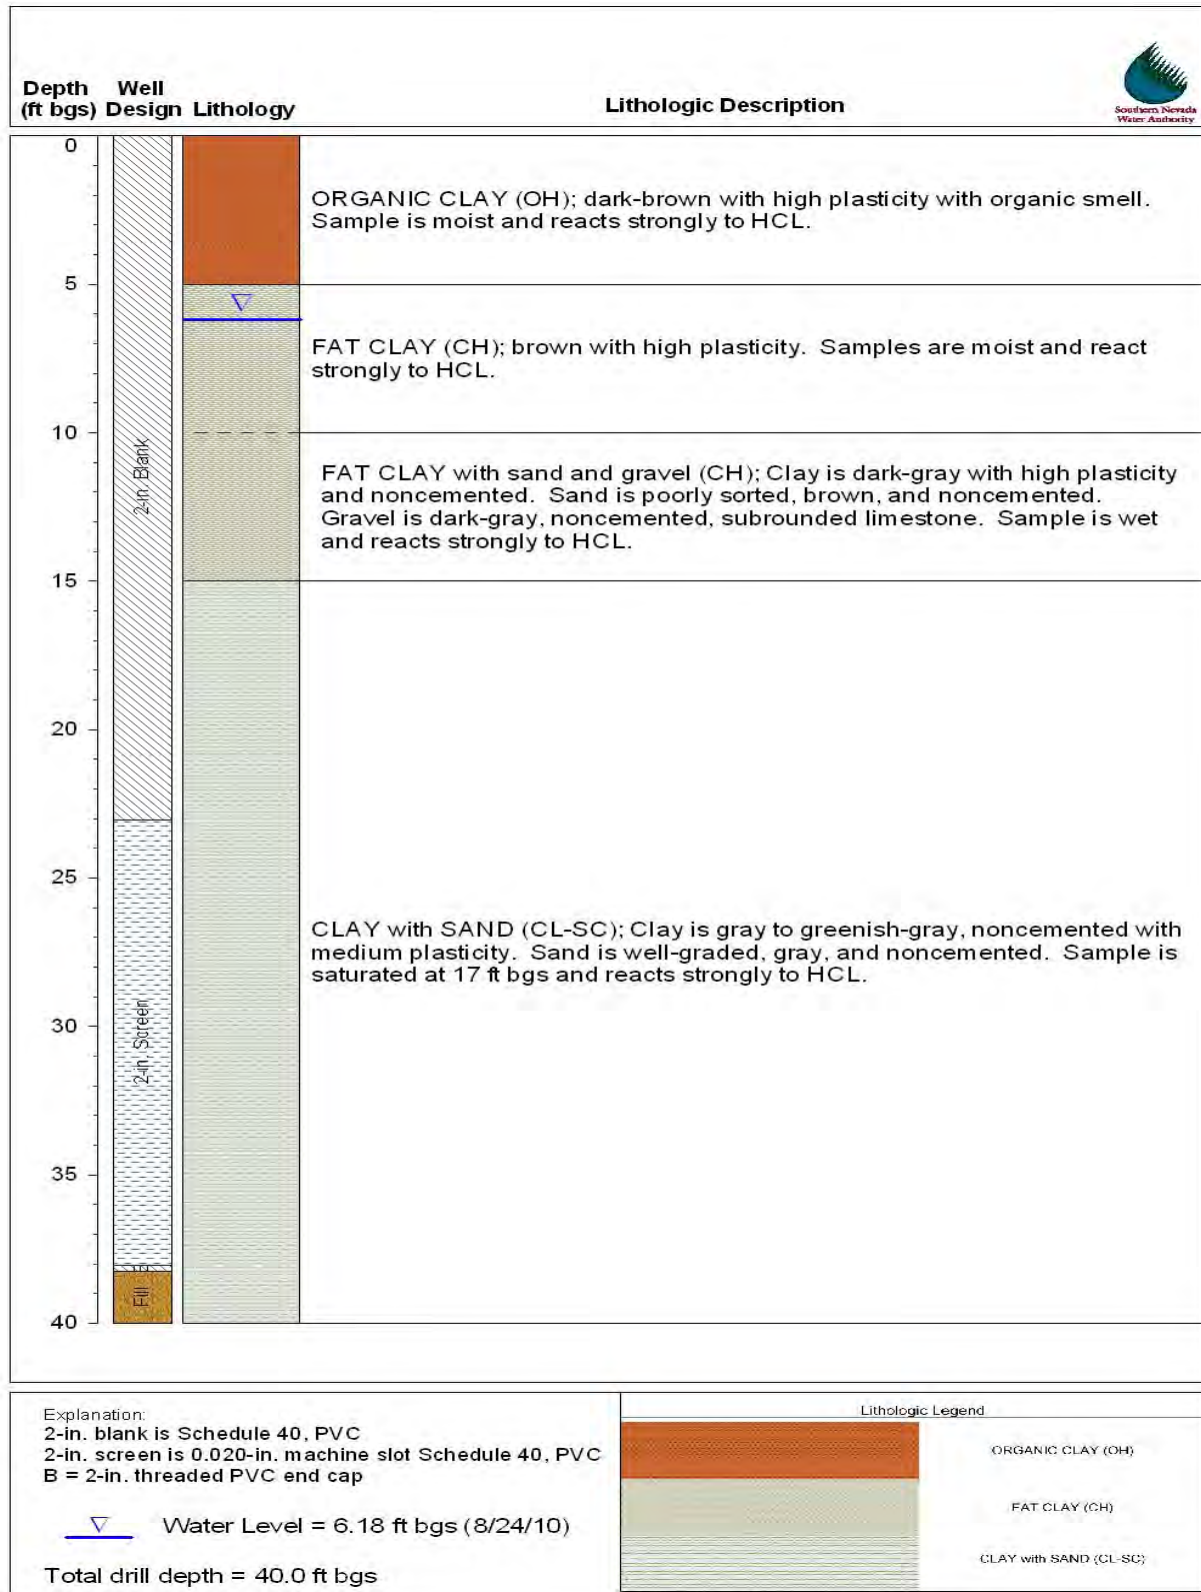 Depth Well
(ft bgs) Design Lithology
Lithologic Description
Southern Nevada
Water Authority
0
5
10
15
20
25
30
35
40
2-in. Blank
2-in. Screen
Fill
ORGANIC CLAY (OH); dark-brown with high plasticity with organic smell.
Sample is moist and reacts strongly to HCL.
FAT CLAY (CH); brown with high plasticity. Samples are moist and react
strongly to HCL.
FAT CLAY with sand and gravel (CH); Clay is dark-gray with high plasticity
and noncemented. Sand is poorly sorted, brown, and noncemented.
Gravel is dark-gray, noncemented, subrounded limestone. Sample is wet
and reacts strongly to HCL.
CLAY with SAND (CL-SC); Clay is gray to greenish-gray, noncemented with
medium plasticity. Sand is well-graded, gray, and noncemented. Sample is
saturated at 17 ft bgs and reacts strongly to HCL.
Explanation:
2-in. blank is Schedule 40, PVC
2-in. screen is 0.020-in. machine slot Schedule 40, PVC
B = 2-in. threaded PVC end cap
Water Level = 6.18 ft bgs (8/24/10)
Total drill depth = 40.0 ft bgs
Lithologic Legend
ORGANIC CLAY (OH)
FAT CLAY (CH)
CLAY with SAND (CL-SC)